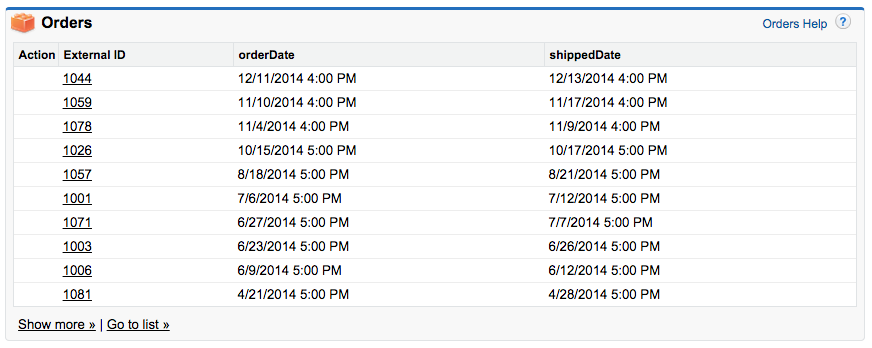 Orders
Orders Help ?
Action External ID orderDate shippedDate
1044 12/11/2014 4:00 PM 12/13/2014 4:00 PM
1059 11/10/2014 4:00 PM 11/17/2014 4:00 PM
1078 11/4/2014 4:00 PM 11/9/2014 4:00 PM
1026 10/15/2014 5:00 PM 10/17/2014 5:00 PM
1057 8/18/2014 5:00 PM 8/21/2014 5:00 PM
1001 7/6/2014 5:00 PM 7/12/2014 5:00 PM
1071 6/27/2014 5:00 PM 7/7/2014 5:00 PM
1003 6/23/2014 5:00 PM 6/26/2014 5:00 PM
1006 6/9/2014 5:00 PM 6/12/2014 5:00 PM
1081 4/21/2014 5:00 PM 4/28/2014 5:00 PM
Show more » | Go to list »